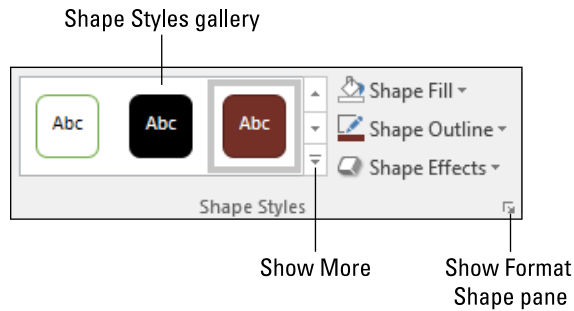 Shape Styles gallery
Abc
Abc
Abc
Shape Fill
Shape Outline
Shape Effects
Shape Styles
Show More
Show Format
Shape pane